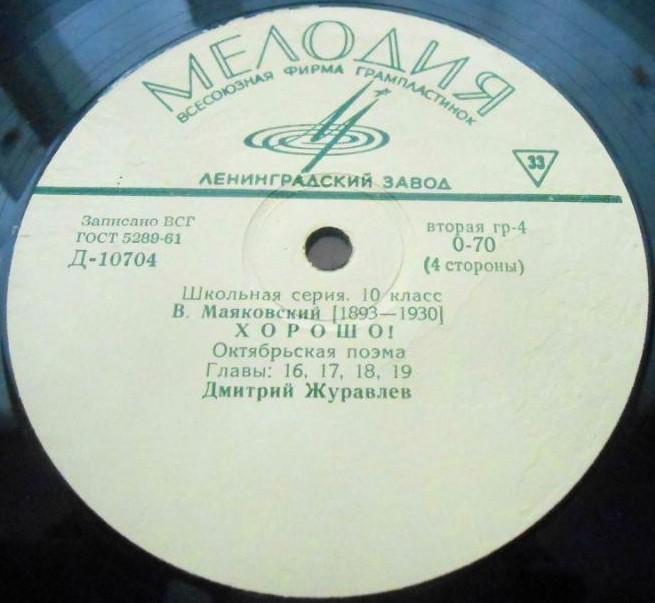 МЕЛОДИЯ
ВСЕСОЮЗНАЯ ФИРМА ГРАМПЛАСТИНОК
33
ЛЕНИНГРАДСКИЙ ЗАВОД
Записано ВСГ
ГОСТ 5289-61
Д-10704
вторая гр-4
0-70
(4 стороны)
Школьная серия. 10 класс
В. Маяковский [1893—1930]
ХОРОШО!
Октябрьская поэма
Главы: 16, 17, 18, 19
Дмитрий Журавлев